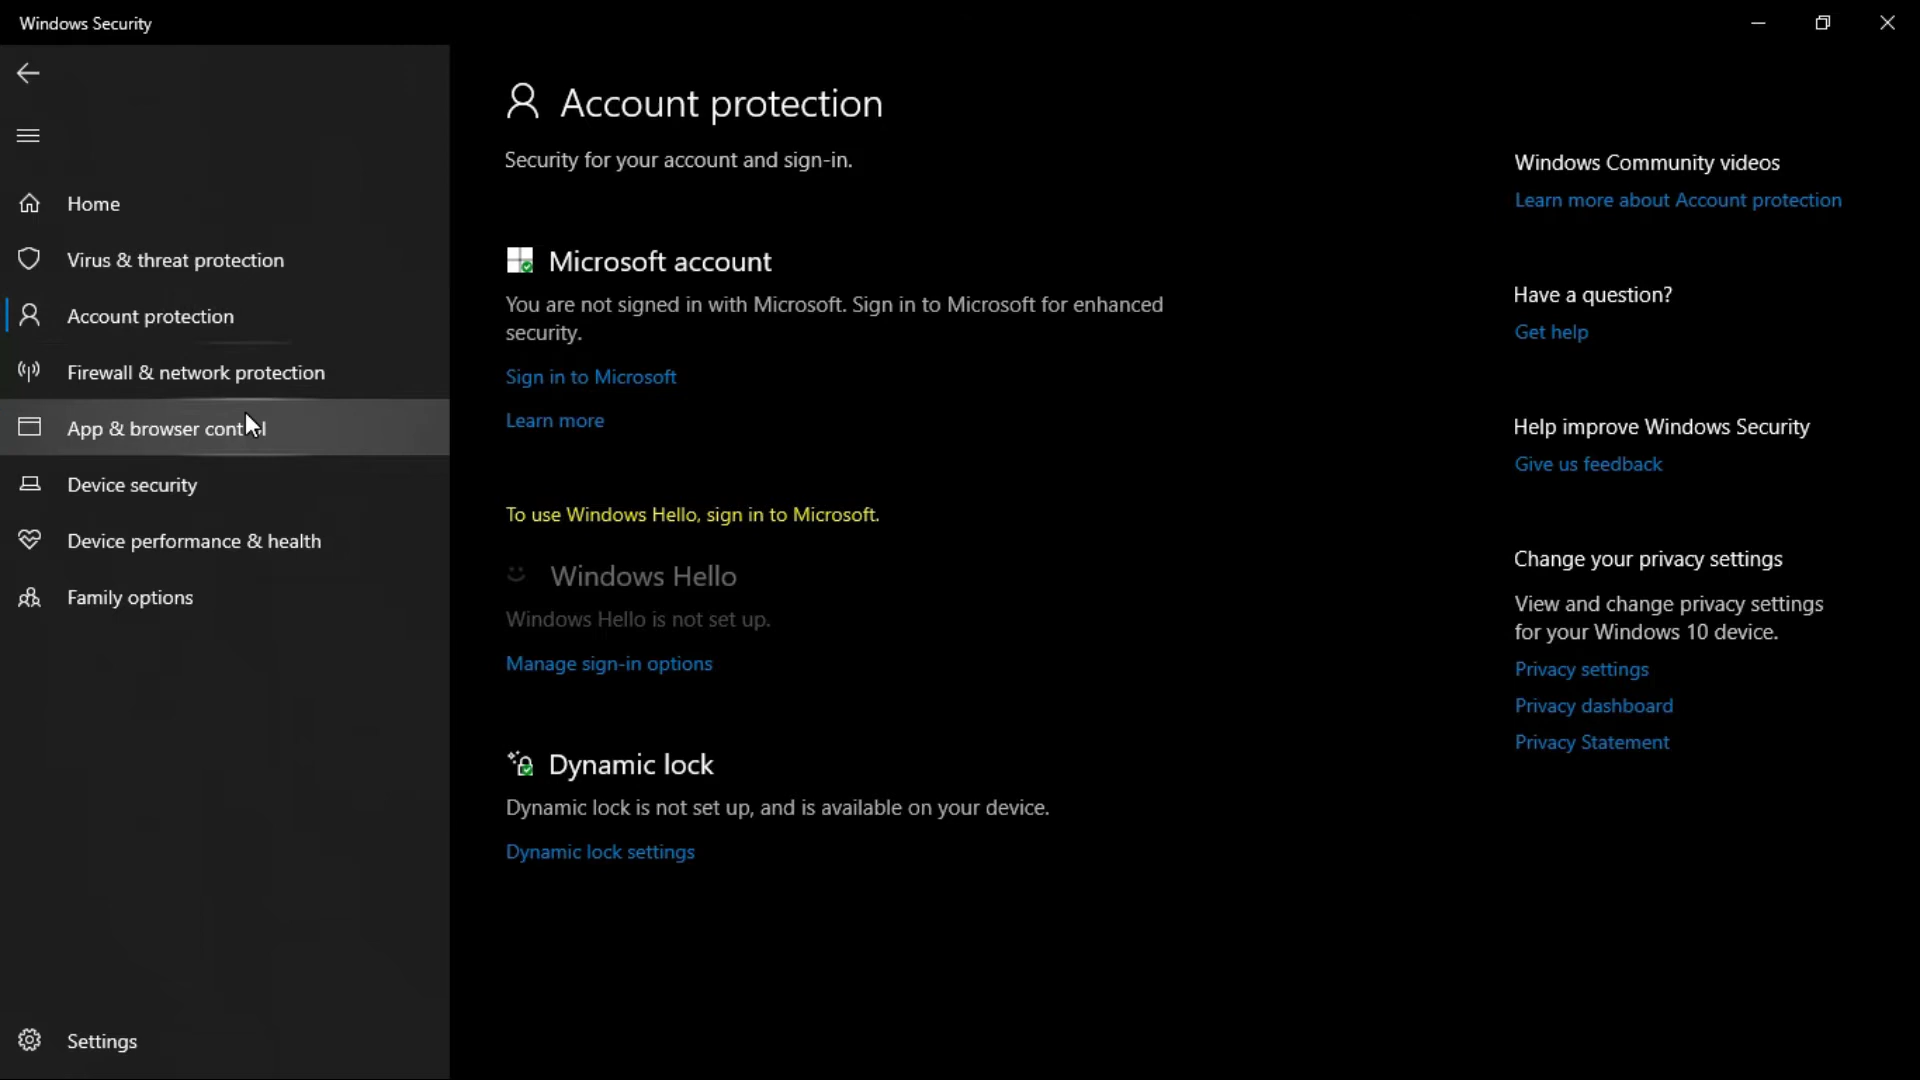 Windows Security
Home
Virus & threat protection
Account protection
Firewall & network protection
App & browser cont l
Device security
Device performance & health
Family options
Settings
Account protection
Security for your account and sign-in.
Microsoft account
You are not signed in with Microsoft. Sign in to Microsoft for enhanced
security.
Sign in to Microsoft
Learn more
To use Windows Hello, sign in to Microsoft.
Windows Hello
Windows Hello is not set up.
Manage sign-in options
Dynamic lock
Dynamic lock is not set up, and is available on your device.
Dynamic lock settings
Windows Community videos
Learn more about Account protection
Have a question?
Get help
Help improve Windows Security
Give us feedback
Change your privacy settings
View and change privacy settings
for your Windows 10 device.
Privacy settings
Privacy dashboard
Privacy Statement